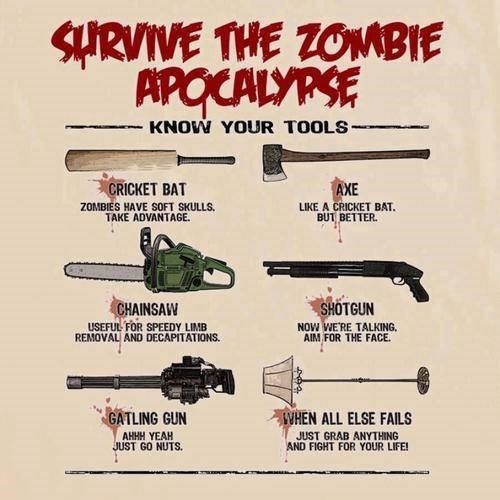 SURVIVE THE ZOMBIE
APOCALYPSE
KNOW YOUR TOOLS
CRICKET BAT
ZOMBIES HAVE SOFT SKULLS.
TAKE ADVANTAGE.
AXE
LIKE A CRICKET BAT.
BUT BETTER.
CHAINSAW
USEFUL FOR SPEEDY LIMB
REMOVAL AND DECAPITATIONS.
SHOTGUN
NOW WE'RE TALKING.
AIM FOR THE FACE.
GATLING GUN
AHHH YEAH
JUST GO NUTS.
WHEN ALL ELSE FAILS
JUST GRAB ANYTHING
AND FIGHT FOR YOUR LIFE!